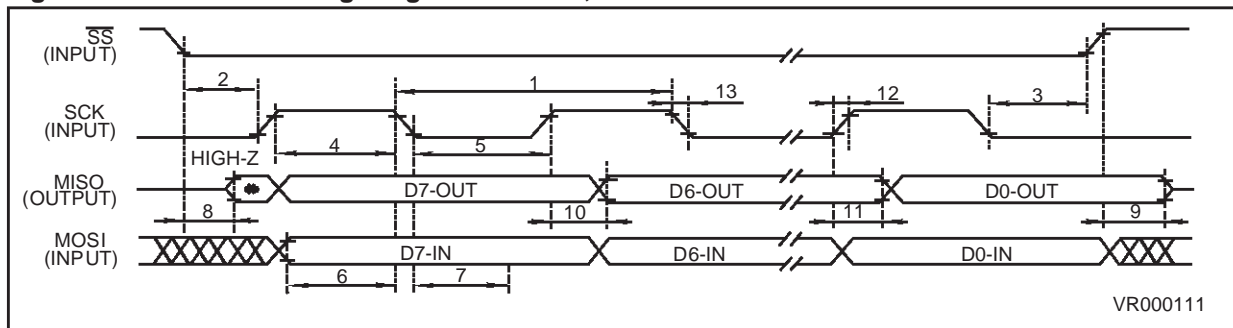 SS
(INPUT)
2
1
13
12
3
SCK
(INPUT)
4
5
HIGH-Z
MISO
(OUTPUT)
D7-OUT
D6-OUT
D0-OUT
8
10
11
9
MOSI
(INPUT)
D7-IN
D6-IN
D0-IN
6
7
VR000111